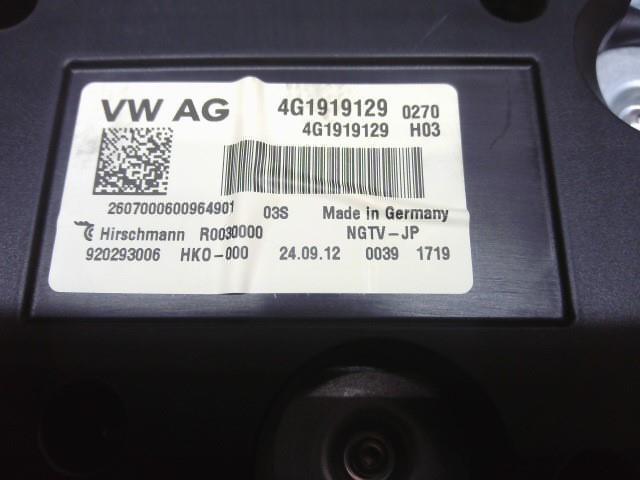 VW AG 4G1919129 0270
4G1919129 H03
2607000600964901 03S Made in Germany
Hirschmann R0030000 NGTV-JP
920293006 HK0-000 24.09.12 0039 1719